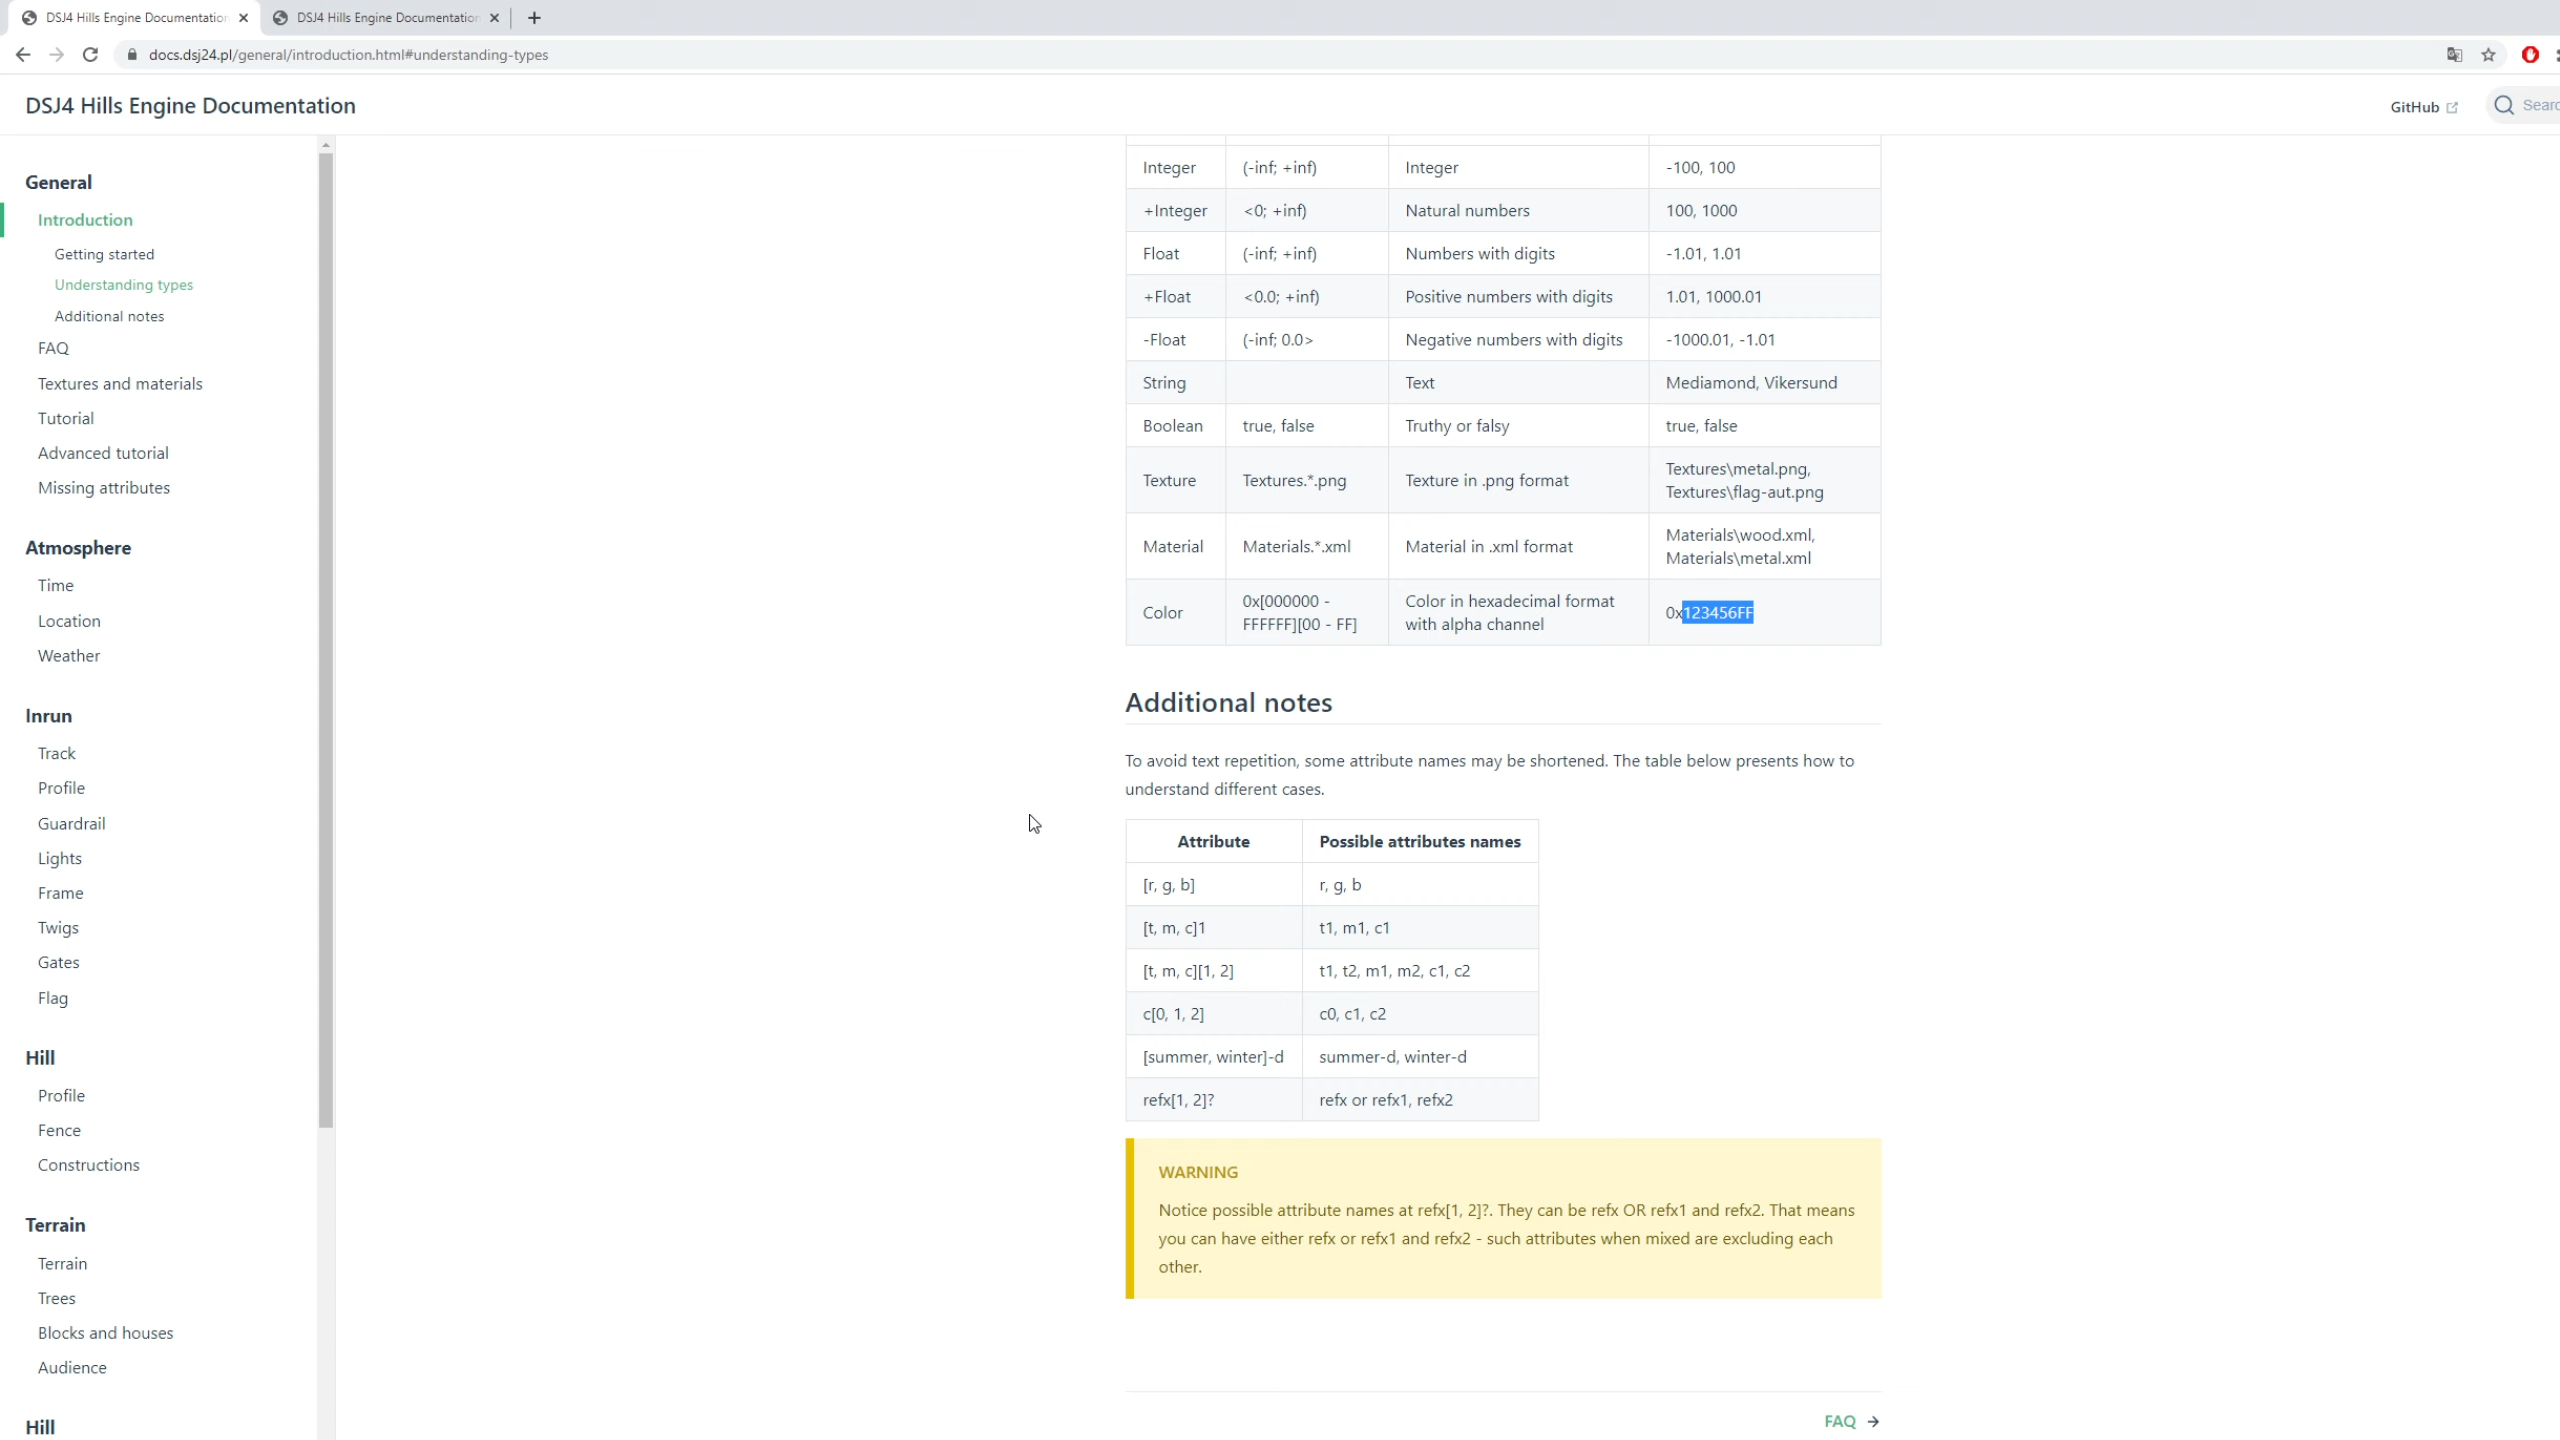 DSJ4 Hills Engine Documentation
DSJ4 Hills Engine Documentation
docs.dsj24.pl/general/introduction.html#understanding-types
DSJ4 Hills Engine Documentation
GitHub
General
Introduction
Getting started
Understanding types
Additional notes
FAQ
Textures and materials
Tutorial
Advanced tutorial
Missing attributes
Atmosphere
Time
Location
Weather
Inrun
Track
Profile
Guardrail
Lights
Frame
Twigs
Gates
Flag
Hill
Profile
Fence
Constructions
Terrain
Terrain
Trees
Blocks and houses
Audience
Hill
Integer (-inf; +inf) Integer -100, 100
+Integer <0; +inf) Natural numbers 100, 1000
Float (-inf; +inf) Numbers with digits -1.01, 1.01
+Float <0.0; +inf) Positive numbers with digits 1.01, 1000.01
-Float (-inf; 0.0> Negative numbers with digits -1000.01, -1.01
String Text Mediamond, Vikersund
Boolean true, false Truthy or falsy true, false
Texture Textures.*.png Texture in .png format Textures\metal.png,
Textures\flag-aut.png
Material Materials.*.xml Material in .xml format Materials\wood.xml,
Materials\metal.xml
Color 0x[000000 - Color in hexadecimal format 0x123456FF
FFFFFF][00 - FF] with alpha channel
Additional notes
To avoid text repetition, some attribute names may be shortened. The table below presents how to
understand different cases.
Attribute Possible attributes names
[r, g, b] r, g, b
[t, m, c]1 t1, m1, c1
[t, m, c][1, 2] t1, t2, m1, m2, c1, c2
c[0, 1, 2] c0, c1, c2
[summer, winter]-d summer-d, winter-d
refx[1, 2]? refx or refx1, refx2
WARNING
Notice possible attribute names at refx[1, 2]?. They can be refx OR refx1 and refx2. That means
you can have either refx or refx1 and refx2 - such attributes when mixed are excluding each
other.
FAQ →